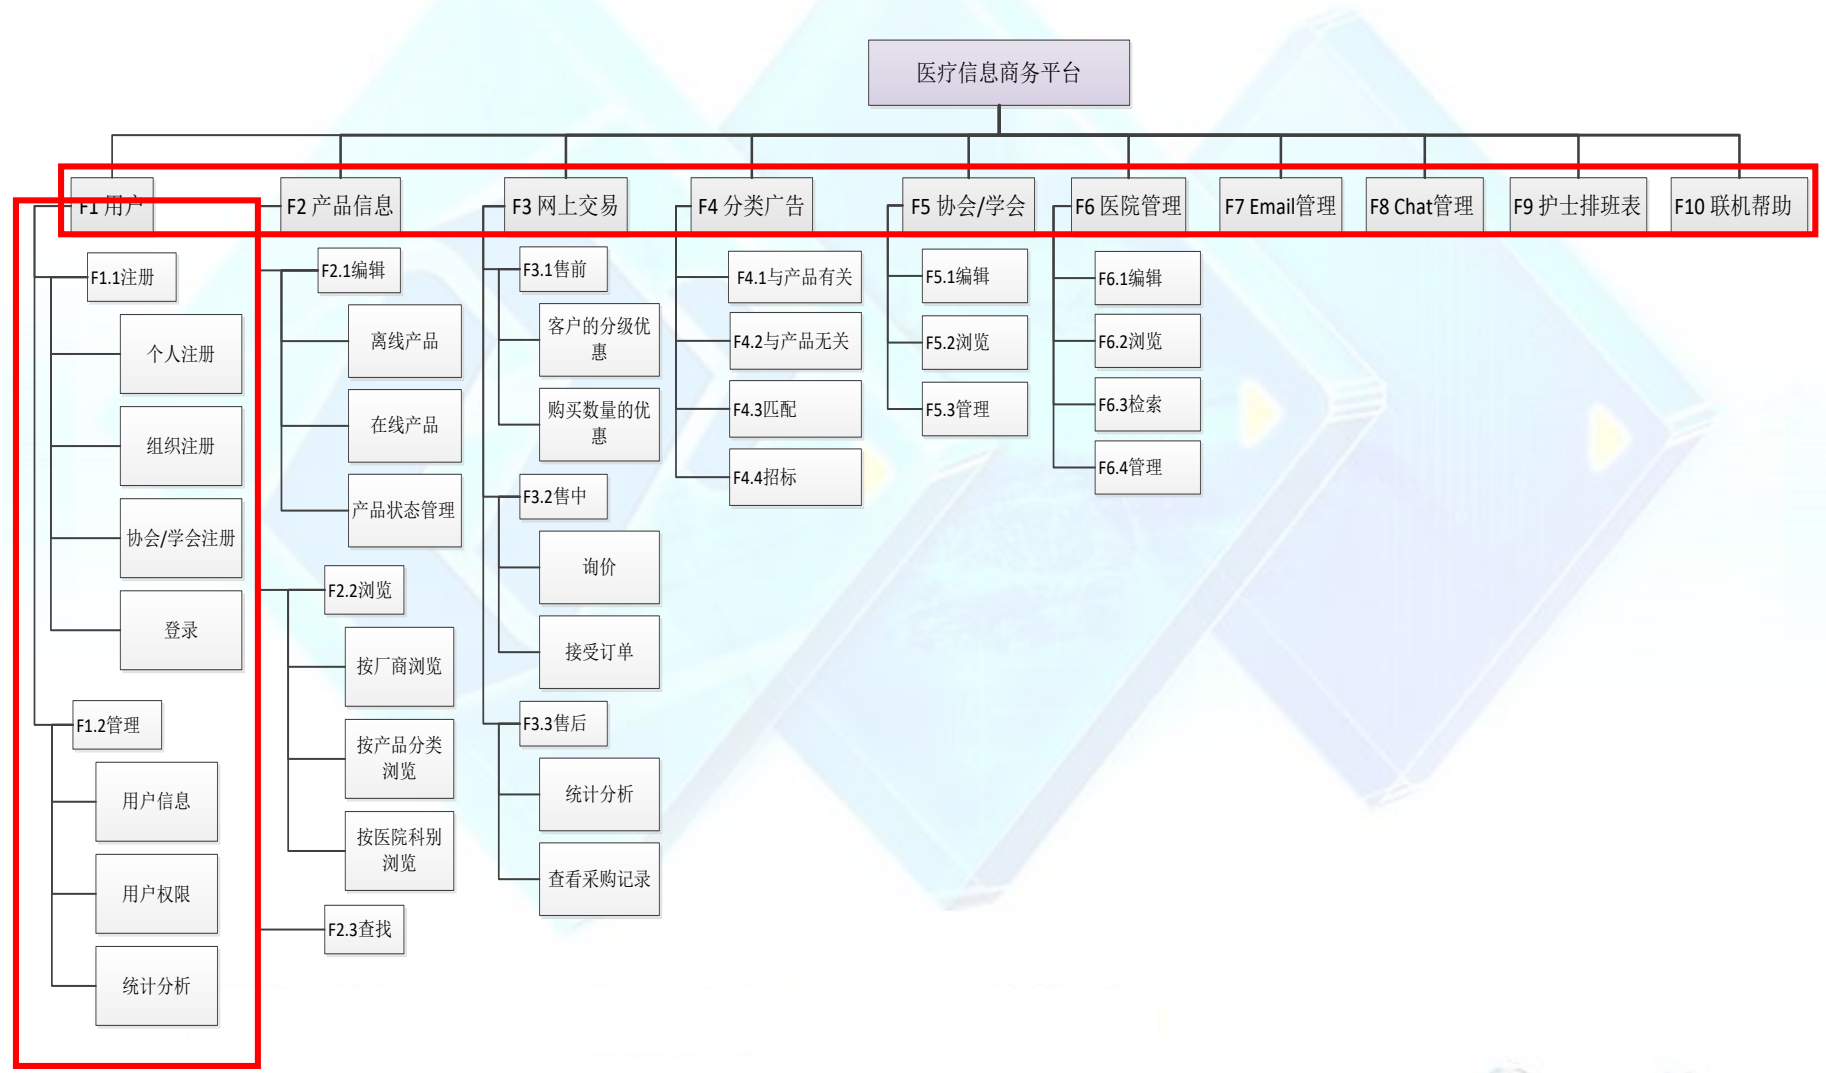 医疗信息商务平台
F1 用户
F2 产品信息
F3 网上交易
F4 分类广告
F5 协会/学会
F6 医院管理
F7 Email管理
F8 Chat管理
F9 护士排班表
F10 联机帮助
F1.1注册
个人注册
组织注册
协会/学会注册
登录
F1.2管理
用户信息
用户权限
统计分析
F2.1编辑
离线产品
在线产品
产品状态管理
F2.2浏览
按厂商浏览
按产品分类
浏览
按医院科别
浏览
F2.3查找
F3.1售前
客户的分级优
惠
购买数量的优
惠
F3.2售中
询价
接受订单
F3.3售后
统计分析
查看采购记录
F4.1与产品有关
F4.2与产品无关
F4.3匹配
F4.4招标
F5.1编辑
F5.2浏览
F5.3管理
F6.1编辑
F6.2浏览
F6.3检索
F6.4管理